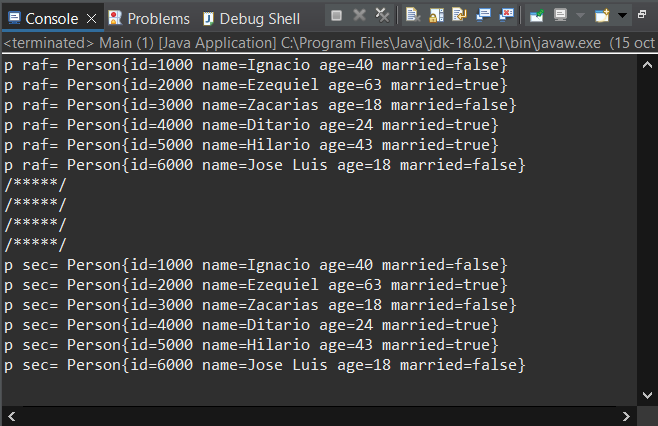 Console Problems Debug Shell
<terminated> Main (1) [Java Application] C:\Program Files\Java\jdk-18.0.2.1\bin\javaw.exe (15 oct
p raf= Person{id=1000 name=Ignacio age=40 married=false}
p raf= Person{id=2000 name=Ezequiel age=63 married=true}
p raf= Person{id=3000 name=Zacarias age=18 married=false}
p raf= Person{id=4000 name=Ditario age=24 married=true}
p raf= Person{id=5000 name=Hilario age=43 married=true}
p raf= Person{id=6000 name=Jose Luis age=18 married=false}
/*****/
/*****/
/*****/
/*****/
p sec= Person{id=1000 name=Ignacio age=40 married=false}
p sec= Person{id=2000 name=Ezequiel age=63 married=true}
p sec= Person{id=3000 name=Zacarias age=18 married=false}
p sec= Person{id=4000 name=Ditario age=24 married=true}
p sec= Person{id=5000 name=Hilario age=43 married=true}
p sec= Person{id=6000 name=Jose Luis age=18 married=false}